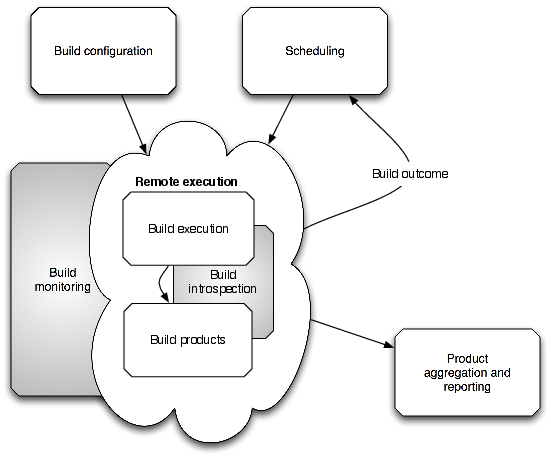 Build configuration
Scheduling
Build outcome
Remote execution
Build execution
Build
monitoring
Build
introspection
Build products
Product
aggregation and
reporting